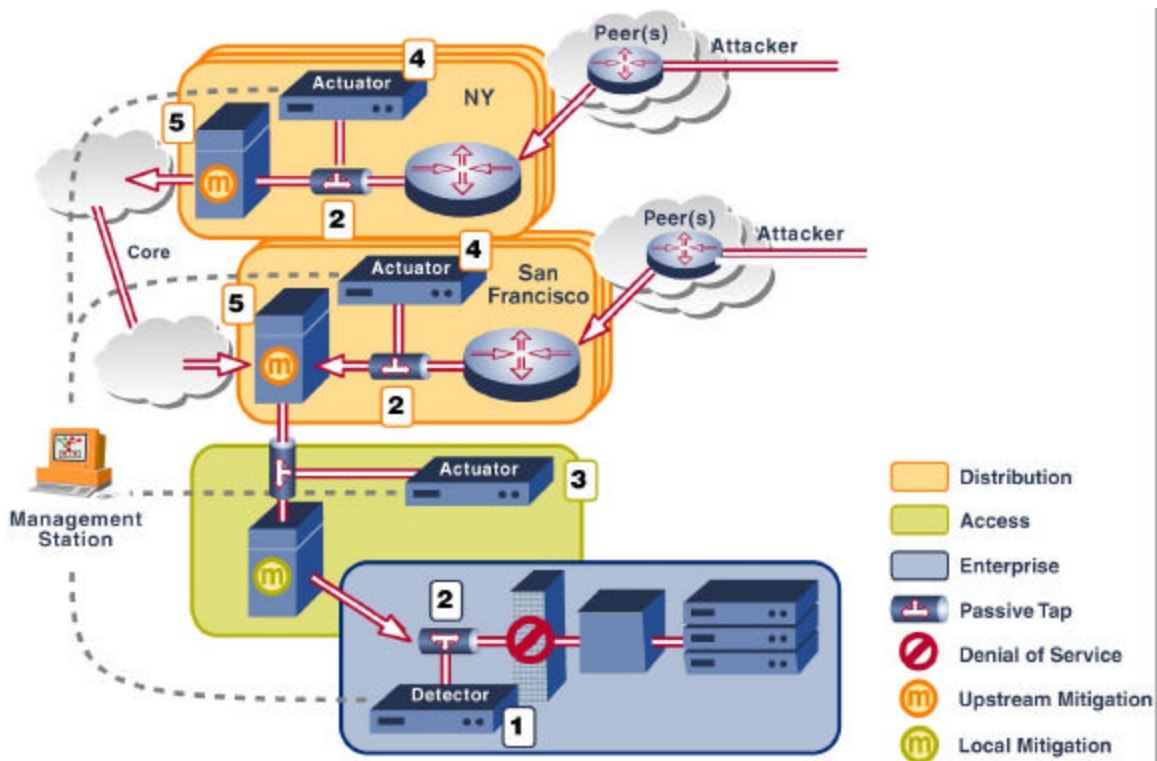 Peer(s)
Attacker
4
Actuator
NY
5
m
2
Peer(s)
Attacker
4
Core
Actuator
San
Francisco
5
m
2
Actuator
3
Management
Station
m
2
Detector
1
Distribution
Access
Enterprise
Passive Tap
Denial of Service
m
Upstream Mitigation
m
Local Mitigation